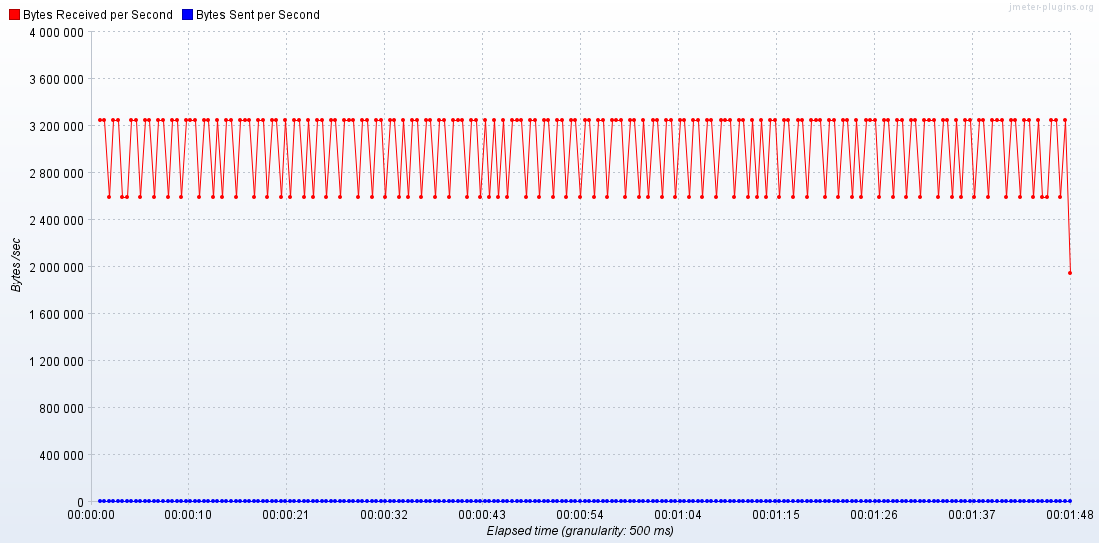 jmeter-plugins.org
Bytes Received per Second Bytes Sent per Second
4 000 000
3 600 000
3 200 000
2 800 000
2 400 000
2 000 000
1 600 000
1 200 000
800 000
400 000
0
Bytes /sec
00:00:00 00:00:10 00:00:21 00:00:32 00:00:43 00:00:54 00:01:04 00:01:15 00:01:26 00:01:37 00:01:48
Elapsed time (granularity: 500 ms)